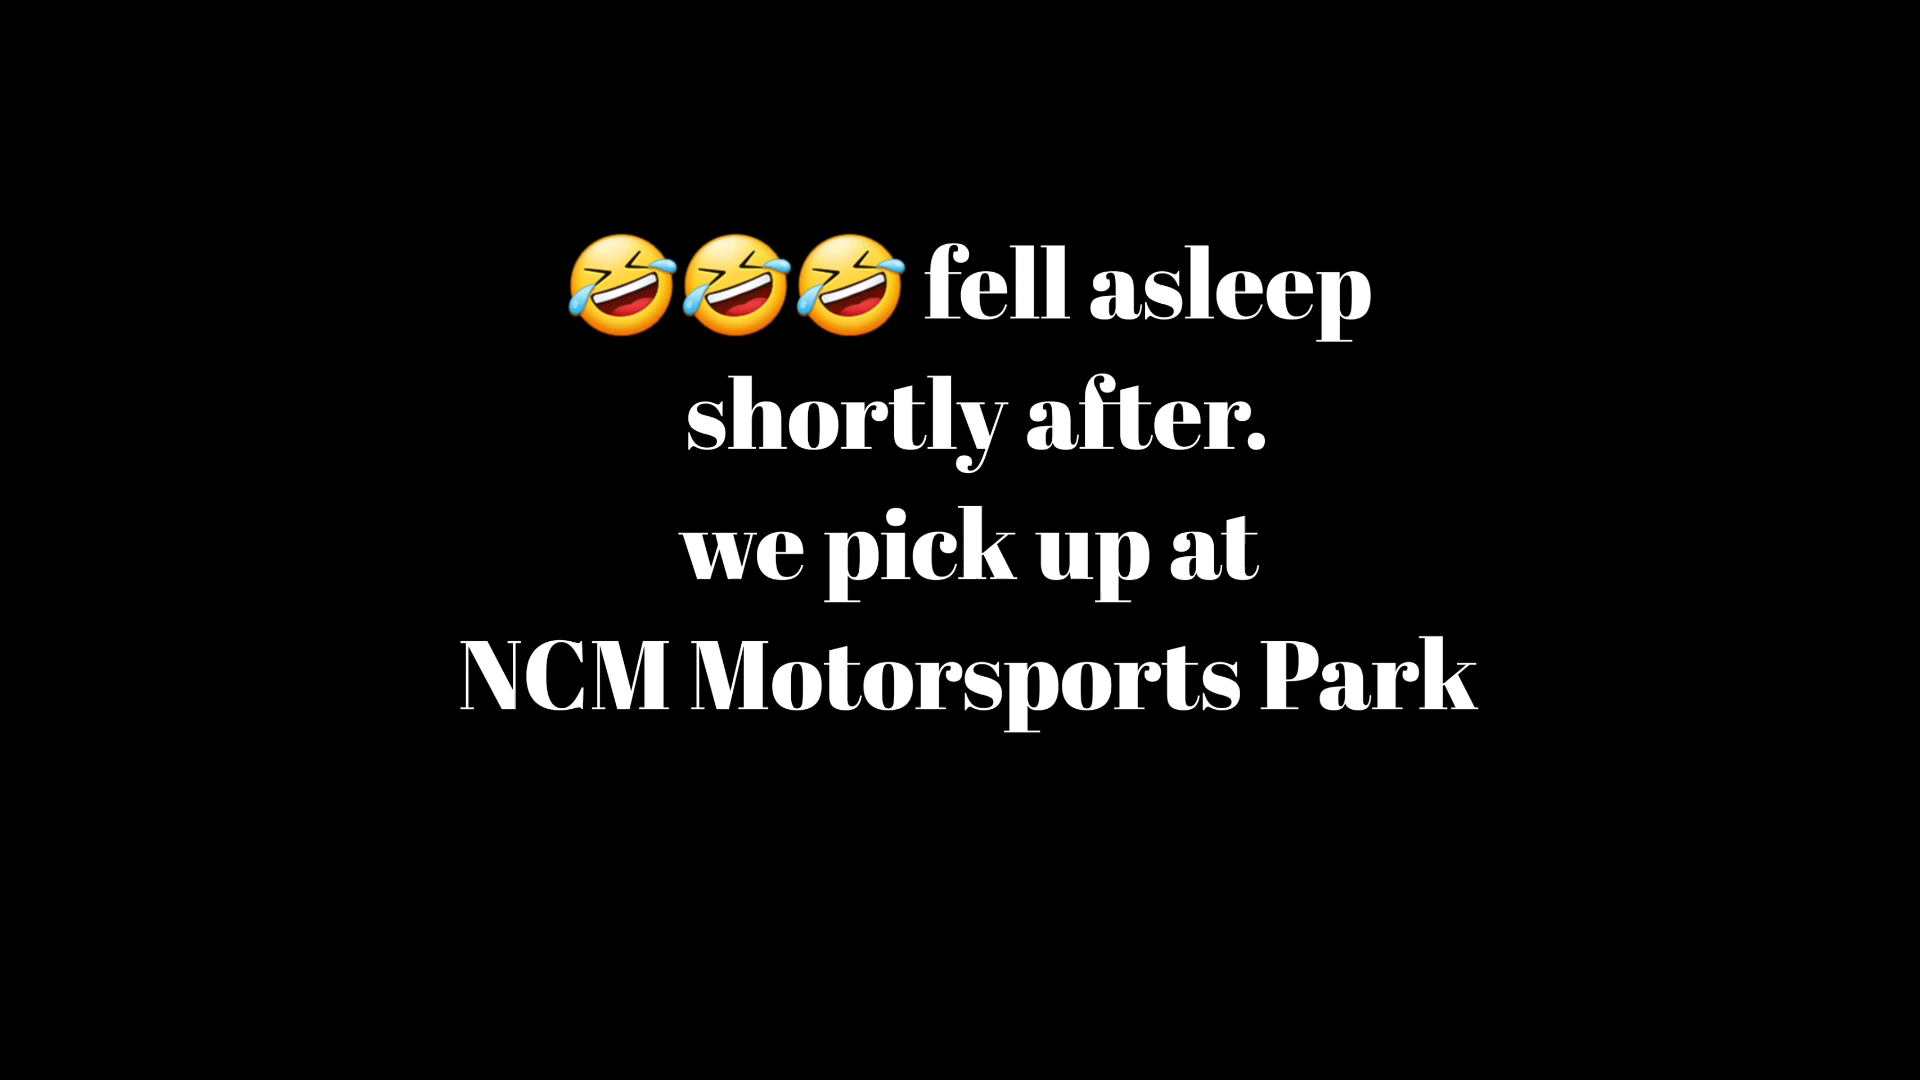 🤣🤣🤣 fell asleep
shortly after.
we pick up at
NCM Motorsports Park